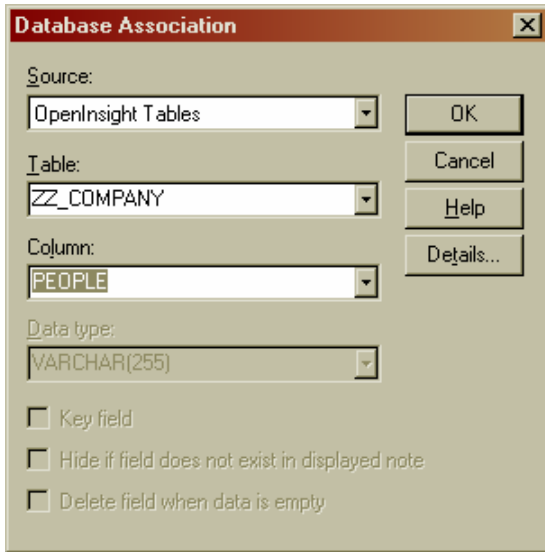 Database Association
Source:
OpenInsight Tables
OK
Table:
Cancel
ZZ_COMPANY
Help
Column:
Details...
PEOPLE
Data type:
VARCHAR(255)
Key field
Hide if field does not exist in displayed note
Delete field when data is empty